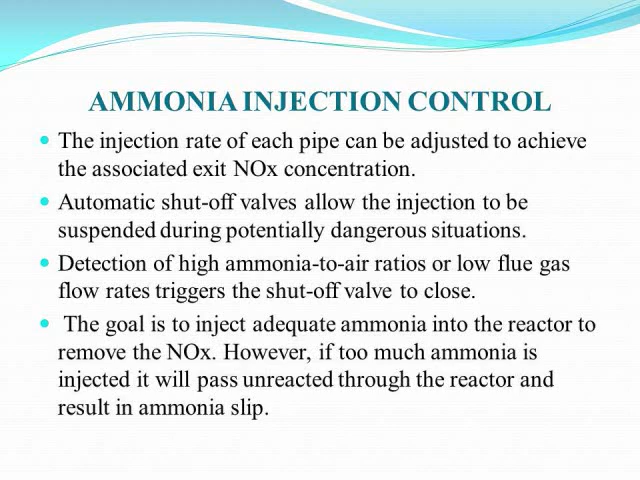 AMMONIA INJECTION CONTROL
The injection rate of each pipe can be adjusted to achieve
the associated exit NOx concentration.
Automatic shut-off valves allow the injection to be
suspended during potentially dangerous situations.
Detection of high ammonia-to-air ratios or low flue gas
flow rates triggers the shut-off valve to close.
The goal is to inject adequate ammonia into the reactor to
remove the NOx. However, if too much ammonia is
injected it will pass unreacted through the reactor and
result in ammonia slip.